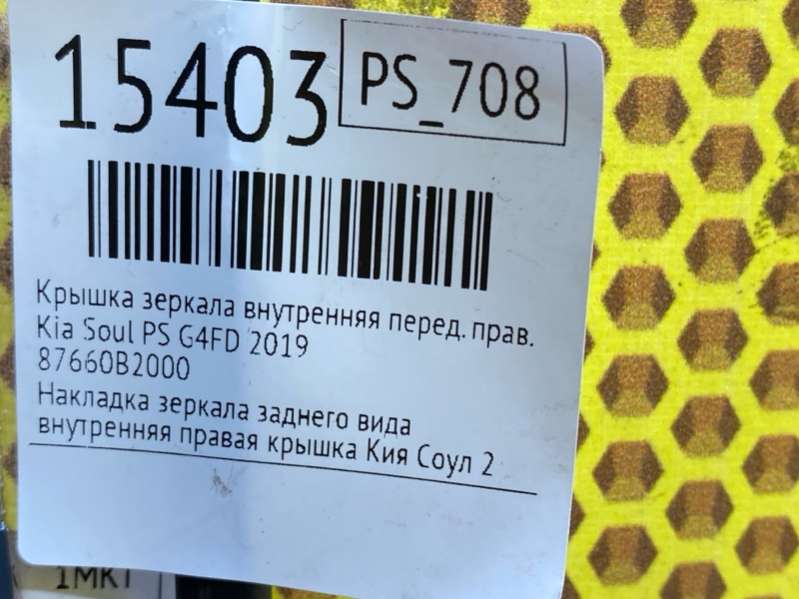 15403 PS_708
Крышка зеркала внутренняя перед. прав.
Kia Soul PS G4FD 2019
87660B2000
Накладка зеркала заднего вида
внутренняя правая крышка Кия Соул 2
1МКТ